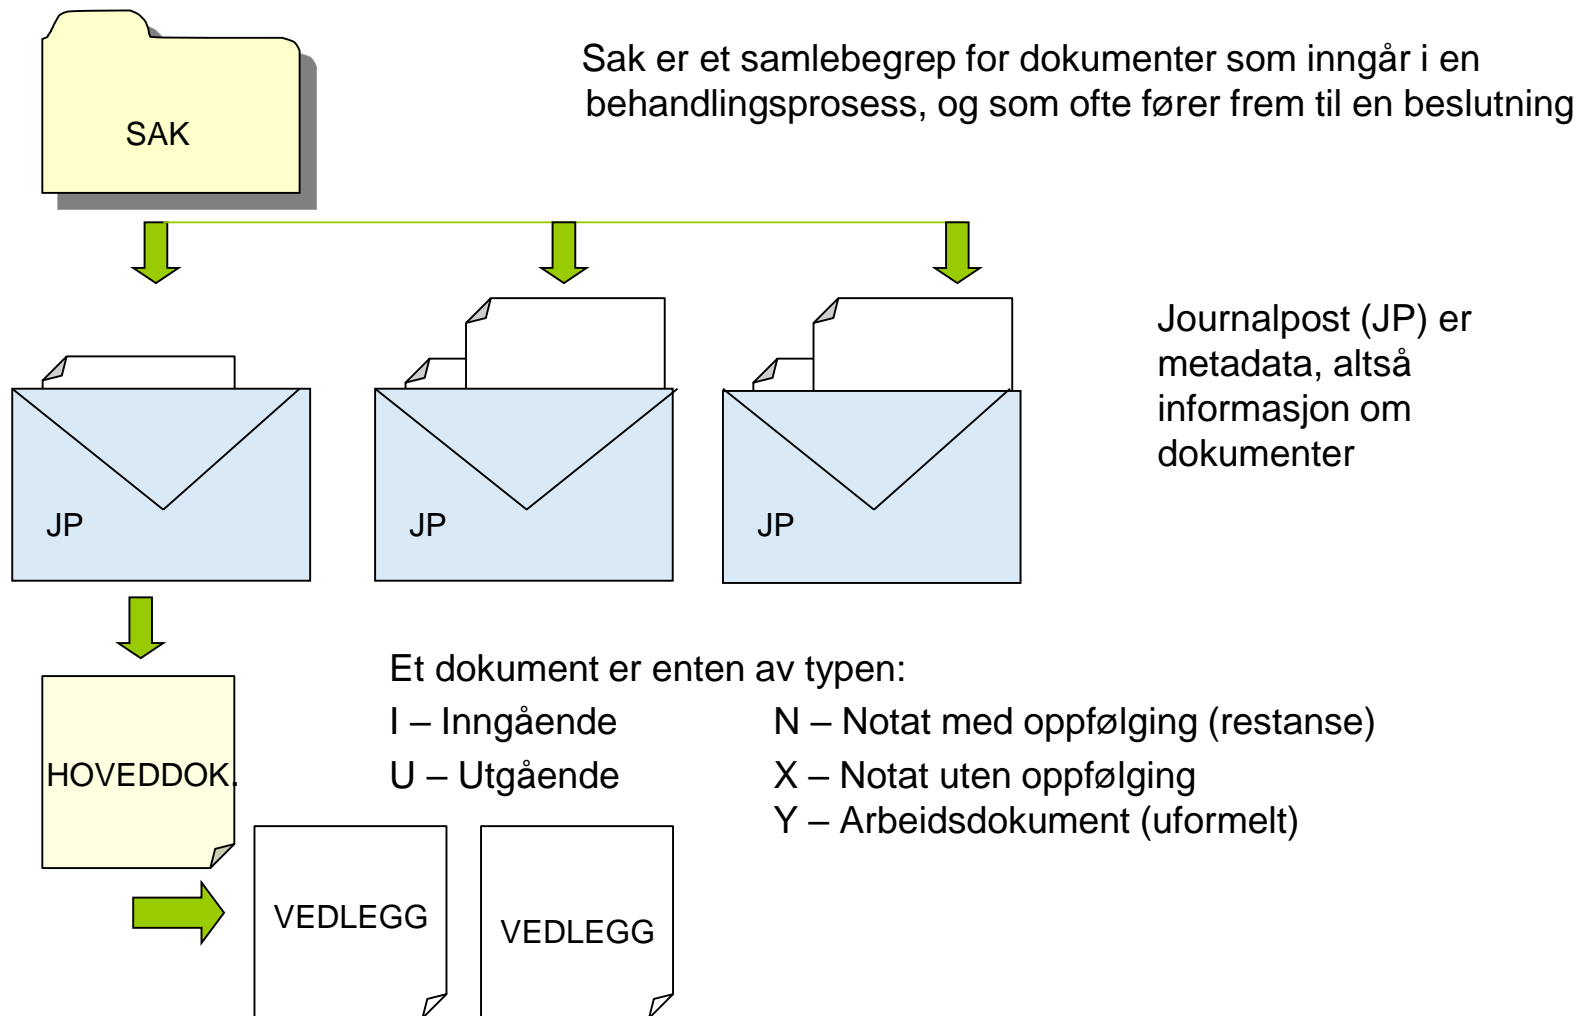 SAK
Sak er et samlebegrep for dokumenter som inngår i en
behandlingsprosess, og som ofte fører frem til en beslutning
JP
JP
JP
Journalpost (JP) er
metadata, altså
informasjon om
dokumenter
HOVEDDOK.
Et dokument er enten av typen:
I – Inngående
U – Utgående
N – Notat med oppfølging (restanse)
X – Notat uten oppfølging
Y – Arbeidsdokument (uformelt)
VEDLEGG
VEDLEGG